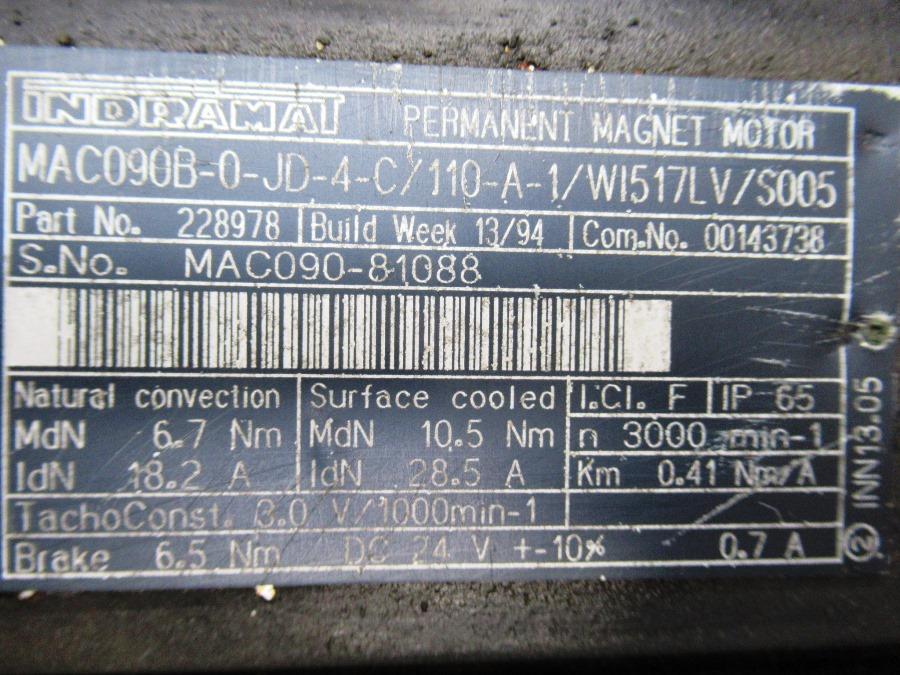 INDRAMAT PERMANENT MAGNET MOTOR
MAC090B-0-JD-4-C/110-A-1/WI517LV/S005
Part No. 228978 Build Week 13/94 Com.No. 00143738
S.No. MAC090-81088
Natural convection Surface cooled I.Cl. F IP 65
MdN 6.7 Nm MdN 10.5 Nm n 3000 min-1
IdN 18.2 A IdN 28.5 A Km 0.41 Nm/A
TachoConst. 3.0 V/1000min-1
Brake 6.5 Nm DC 24 V +-10% 0.7 A
② INN13.05